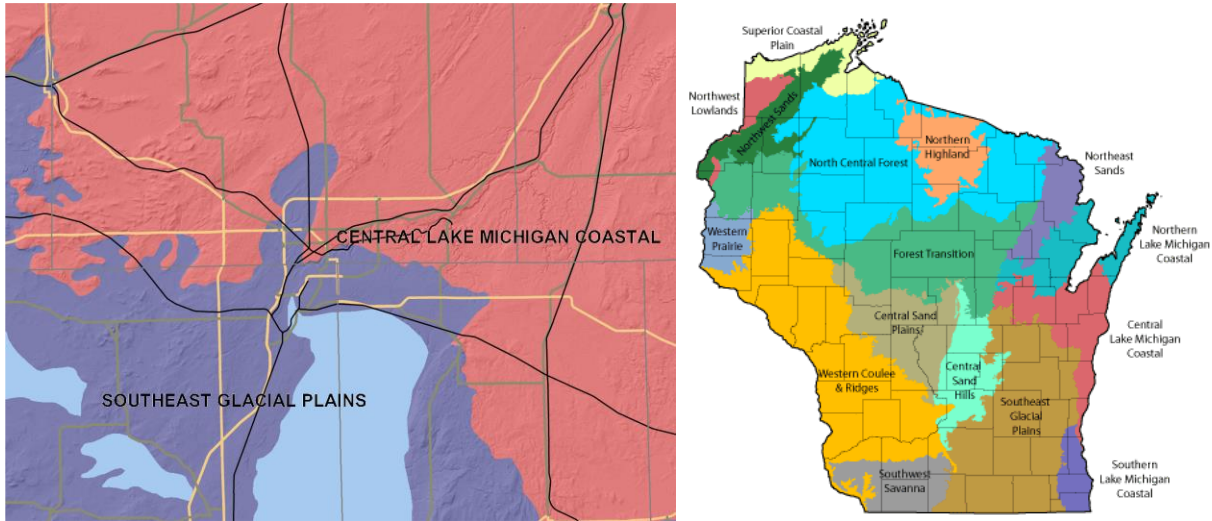 CENTRAL LAKE MICHIGAN COASTAL
SOUTHEAST GLACIAL PLAINS
Superior Coastal
Plain
Northwest
Lowlands
Northwest Sands
North Central Forest
Northern
Highland
Northeast
Sands
Western
Prairie
Forest Transition
Northern
Lake Michigan
Coastal
Central Sand
Plains
Central
Lake Michigan
Coastal
Western Coulee
& Ridges
Central
Sand
Hills
Southeast
Glacial
Plains
Southwest
Savanna
Southern
Lake Michigan
Coastal